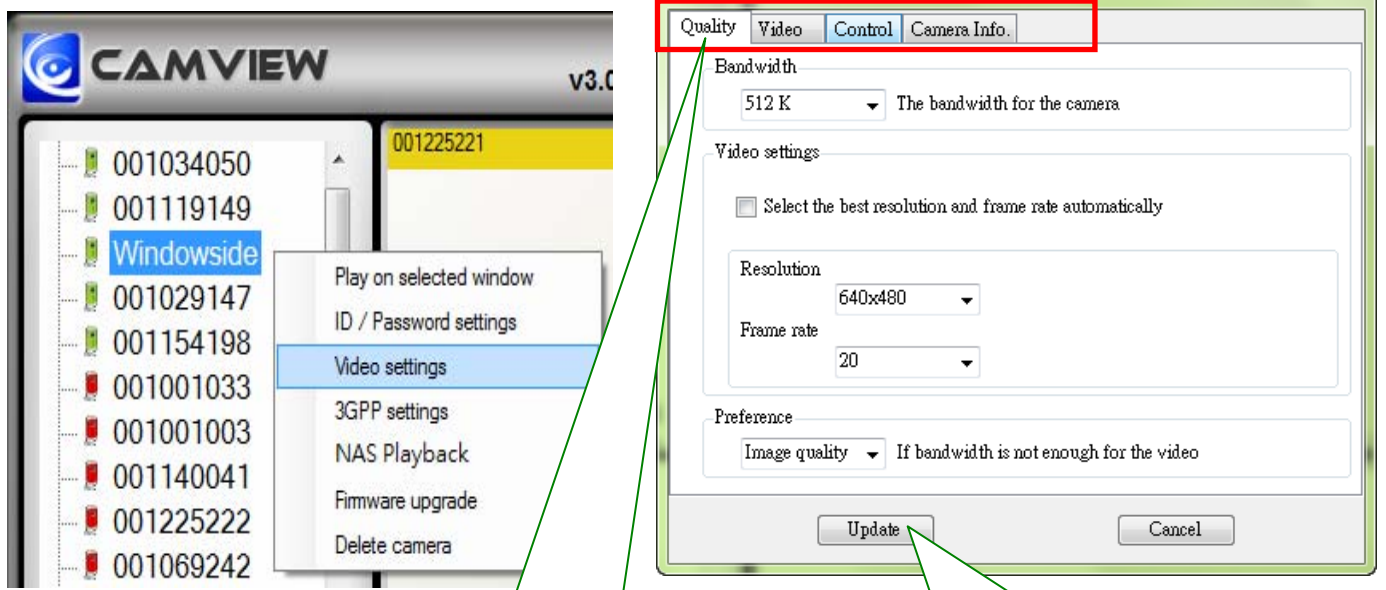 CAMVIEW
v3.0
001034050
001119149
Windowside
001029147
001154198
001001033
001001003
001140041
001225222
001069242
001225221
Play on selected window
ID / Password settings
Video settings
3GPP settings
NAS Playback
Firmware upgrade
Delete camera
Quality Video Control Camera Info.
Bandwidth
512 K The bandwidth for the camera
Video settings
Select the best resolution and frame rate automatically
Resolution
640x480
Frame rate
20
Preference
Image quality If bandwidth is not enough for the video
Update Cancel